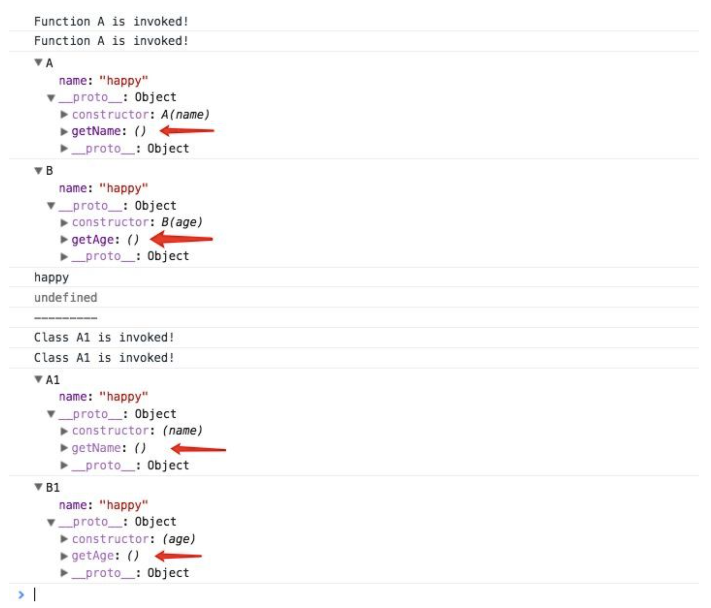 Function A is invoked!
Function A is invoked!
▼A
name: "happy"
▼__proto__: Object
▶constructor: A(name)
▶getName: ()
▶__proto__: Object
▼B
name: "happy"
▼__proto__: Object
▶constructor: B(age)
▶getAge: ()
▶__proto__: Object
happy
undefined
---------
Class A1 is invoked!
Class A1 is invoked!
▼A1
name: "happy"
▼__proto__: Object
▶constructor: (name)
▶getName: ()
▶__proto__: Object
▼B1
name: "happy"
▼__proto__: Object
▶constructor: (age)
▶getAge: ()
▶__proto__: Object
>